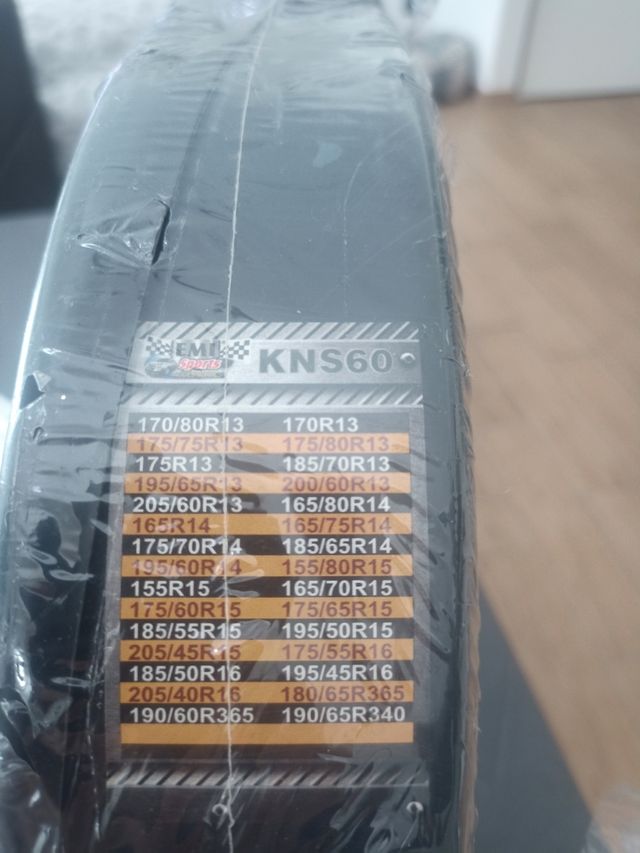 EMI
Sports
KNS60
170/80R13 170R13
175/75R13 175/80R13
175R13 185/70R13
195/65R13 200/60R13
205/60R13 165/80R14
165R14 165/75R14
175/70R14 185/65R14
195/60R14 155/80R15
155R15 165/70R15
175/60R15 175/65R15
185/55R15 195/50R15
205/45R15 175/55R16
185/50R16 195/45R16
205/40R16 180/65R365
190/60R365 190/65R340